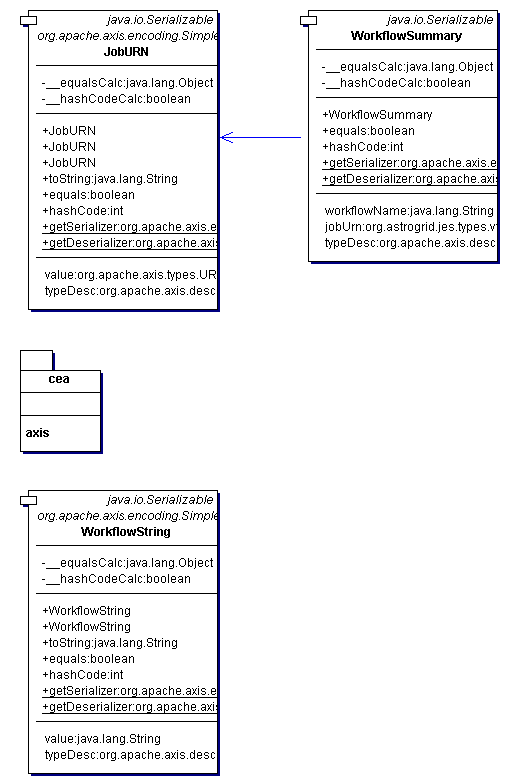 java.io.Serializable
org.apache.axis.encoding.Simple
JobURN
-__equalsCalc:java.lang.Object
-__hashCodeCalc:boolean
+JobURN
+JobURN
+JobURN
+toString:java.lang.String
+equals:boolean
+hashCode:int
+getSerializer:org.apache.axis.e
+getDeserializer:org.apache.axis
value:org.apache.axis.types.UR
typeDesc:org.apache.axis.desc
java.io.Serializable
WorkflowSummary
-__equalsCalc:java.lang.Object
-__hashCodeCalc:boolean
+WorkflowSummary
+equals:boolean
+hashCode:int
+getSerializer:org.apache.axis.e
+getDeserializer:org.apache.axis
workflowName:java.lang.String
jobUrn:org.astrogrid.jes.types.v
typeDesc:org.apache.axis.desc
cea
axis
java.io.Serializable
org.apache.axis.encoding.Simple
WorkflowString
-__equalsCalc:java.lang.Object
-__hashCodeCalc:boolean
+WorkflowString
+WorkflowString
+toString:java.lang.String
+equals:boolean
+hashCode:int
+getSerializer:org.apache.axis.e
+getDeserializer:org.apache.axis
value:java.lang.String
typeDesc:org.apache.axis.desc